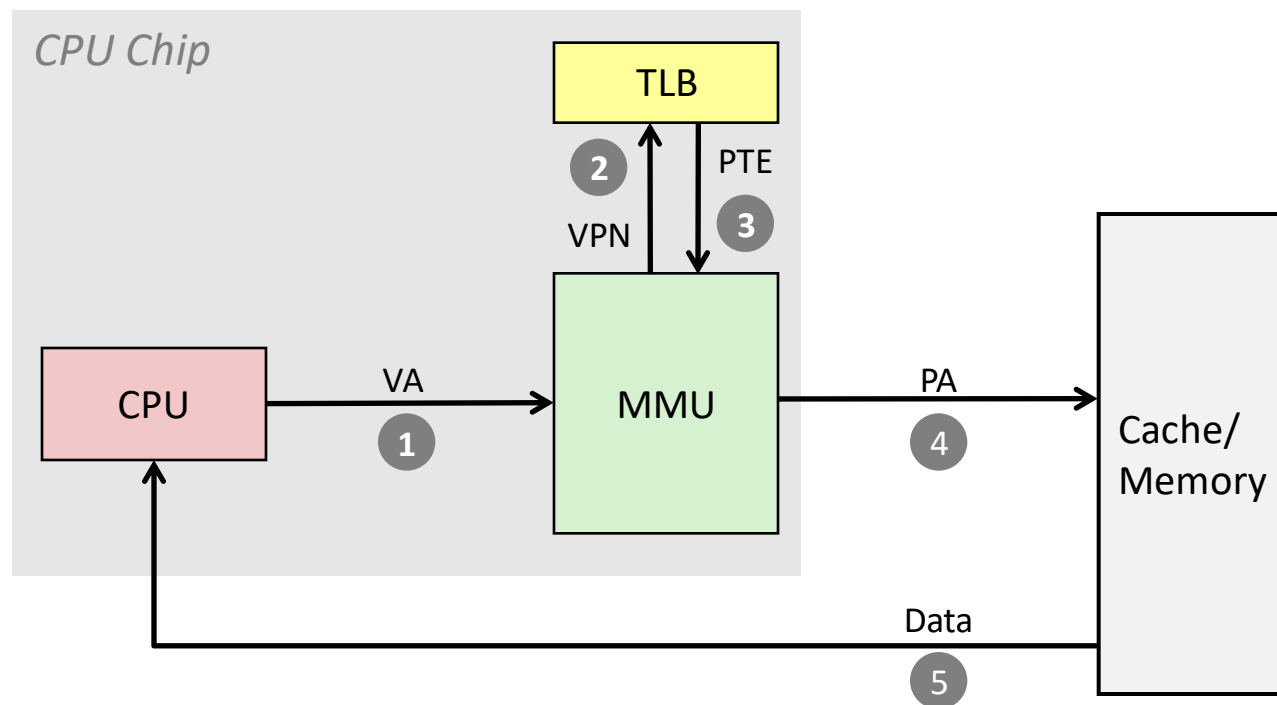 CPU Chip
TLB
2
PTE
VPN
3
CPU
VA
1
MMU
PA
4
Cache/
Memory
Data
5